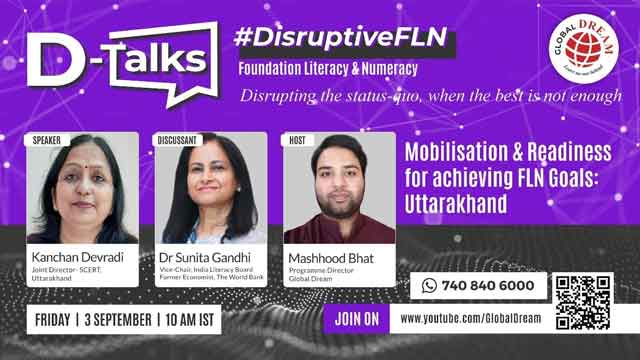 D-Talks
#DisruptiveFLN
Foundation Literacy & Numeracy
Disrupting the status-quo, when the best is not enough
GLOBAL DREAM
SPEAKER
DISCUSSANT
HOST
Mobilisation & Readiness
for achieving FLN Goals:
Uttarakhand
Kanchan Devradi
Joint Director- SCERT,
Uttarakhand
Dr Sunita Gandhi
Vice-Chair, India Literacy Board
Former Economist, The World Bank
Mashhood Bhat
Programme Director
Global Dream
740 840 6000
FRIDAY | 3 SEPTEMBER | 10 AM IST
JOIN ON
www.youtube.com/GlobalDream